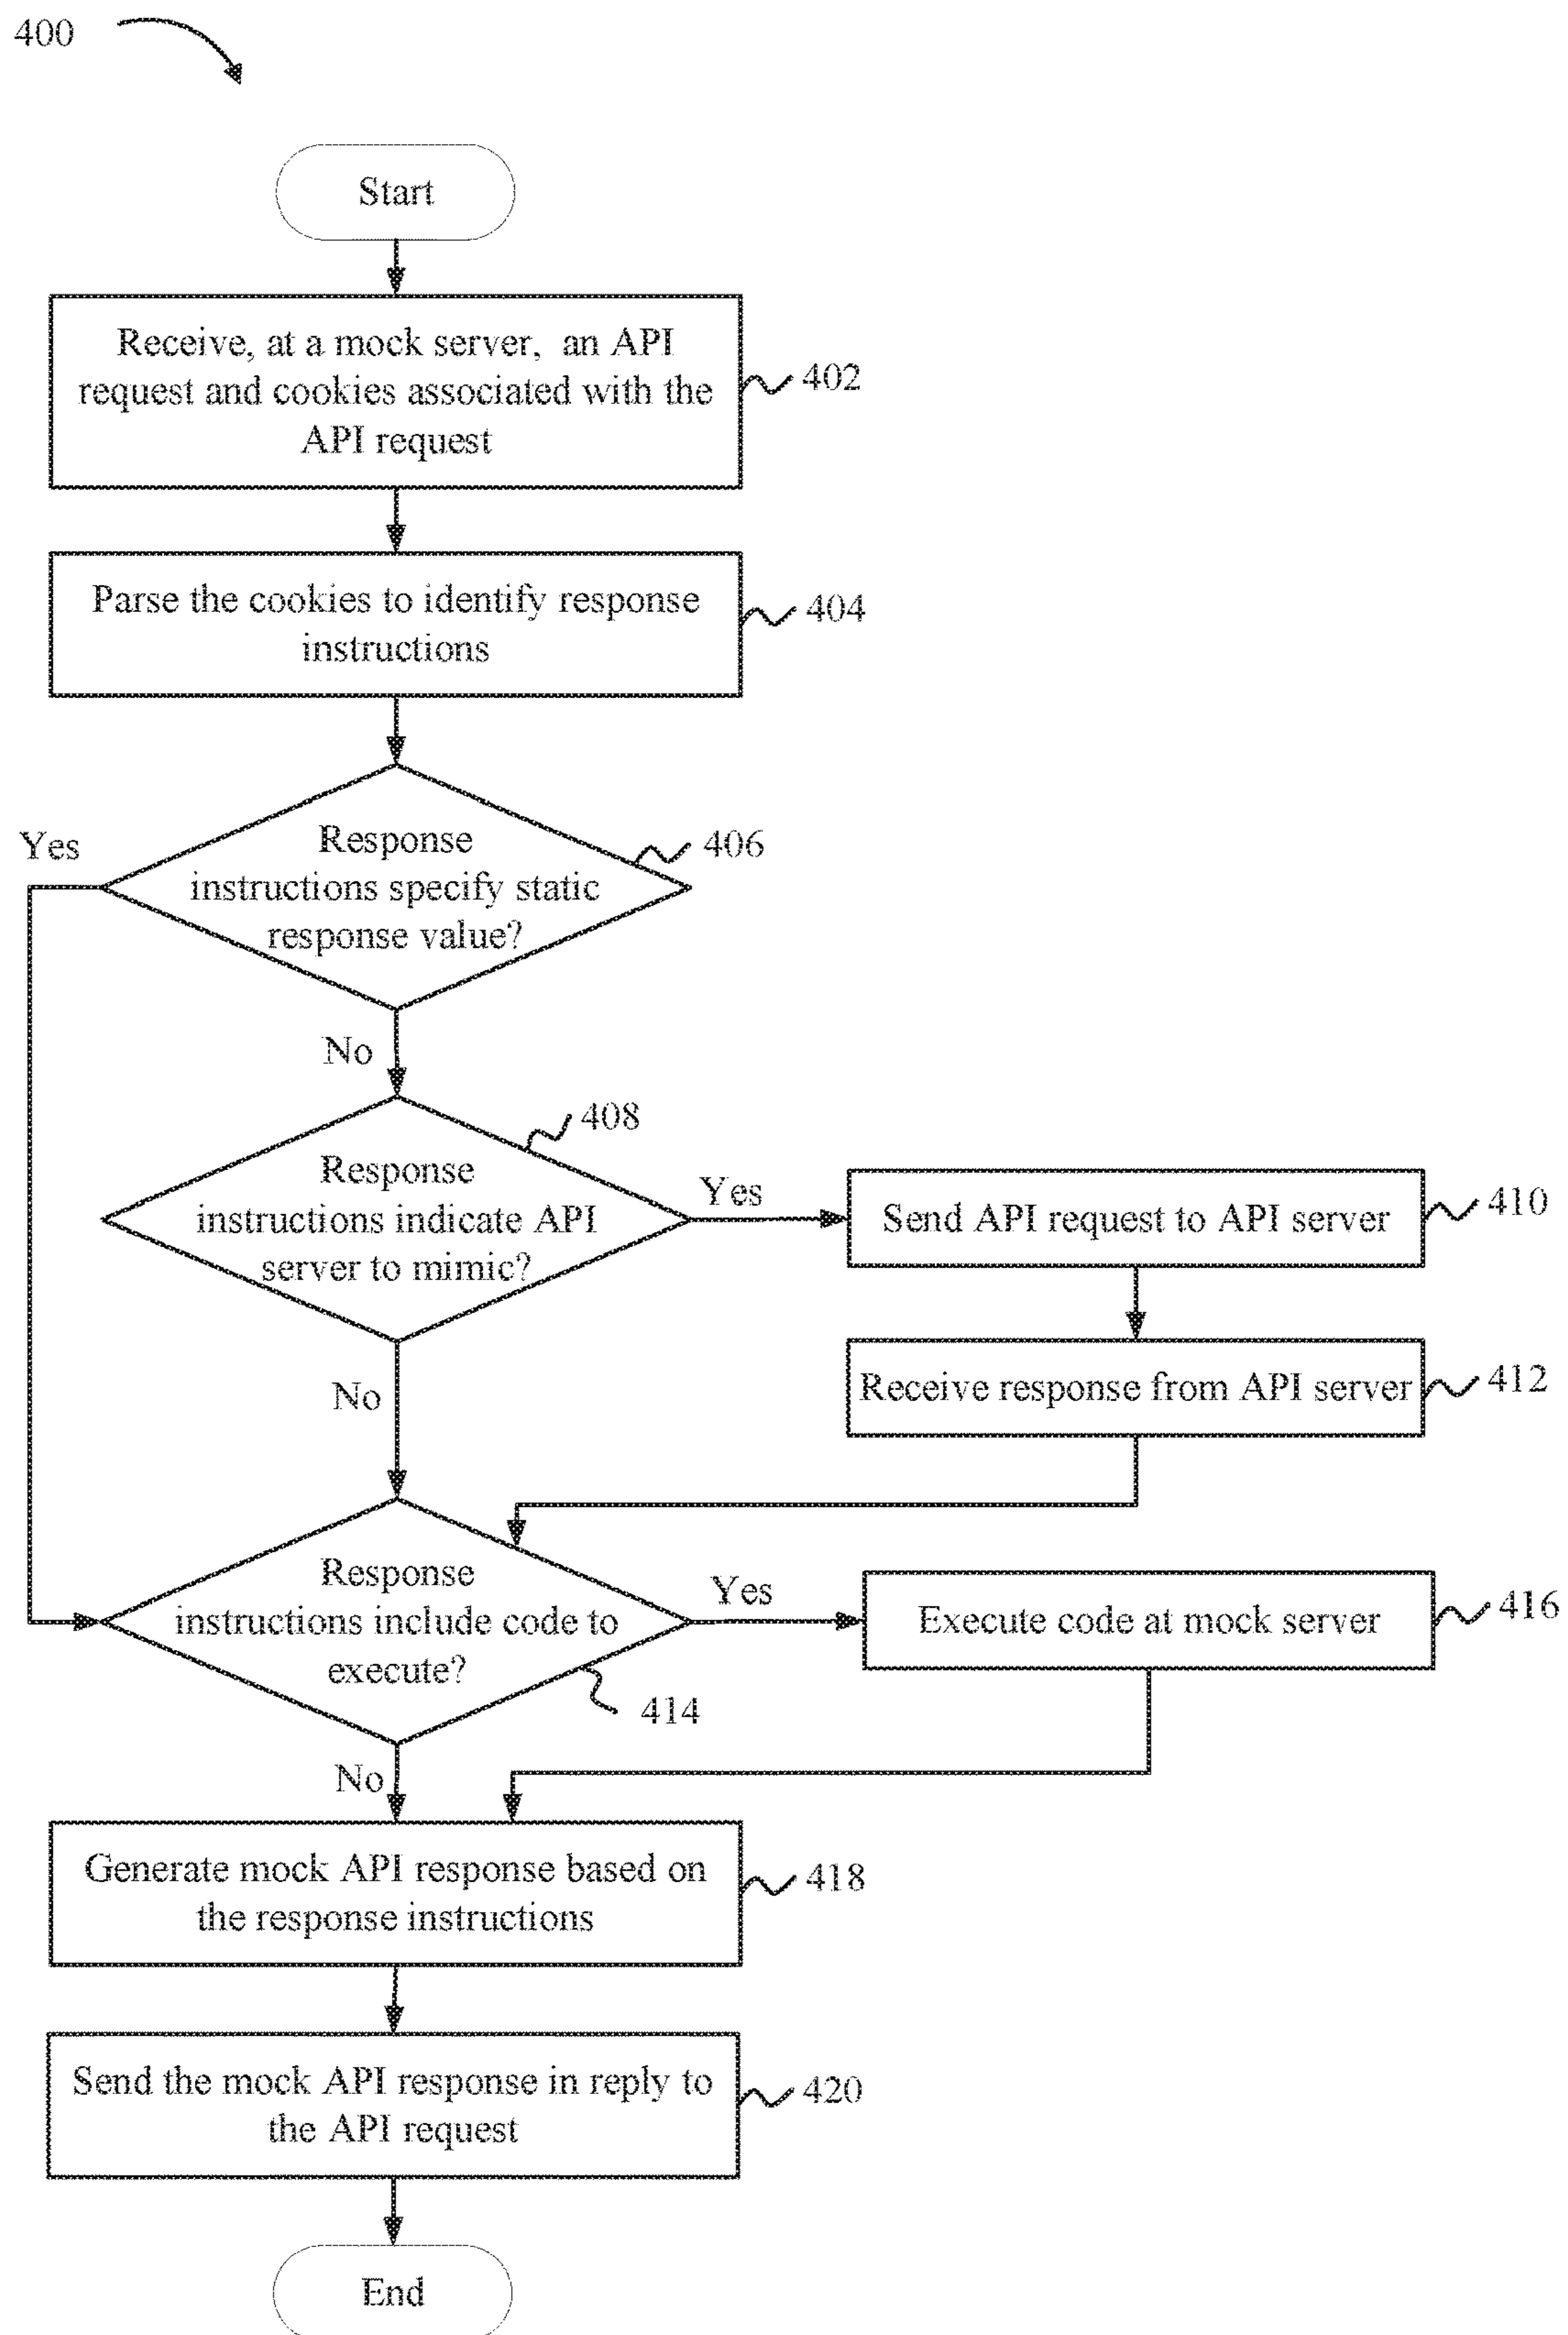 400
Start
Receive, at a mock server, an API
request and cookies associated with the
API request
402
Parse the cookies to identify response
instructions
404
Yes
Response
instructions specify static
response value?
406
No
408
Response
instructions indicate API
server to mimic?
Yes
Send API request to API server
410
No
Receive response from API server
412
Response
instructions include code to
execute?
Yes
414
Execute code at mock server
416
No
Generate mock API response based on
the response instructions
418
Send the mock API response in reply to
the API request
420
End